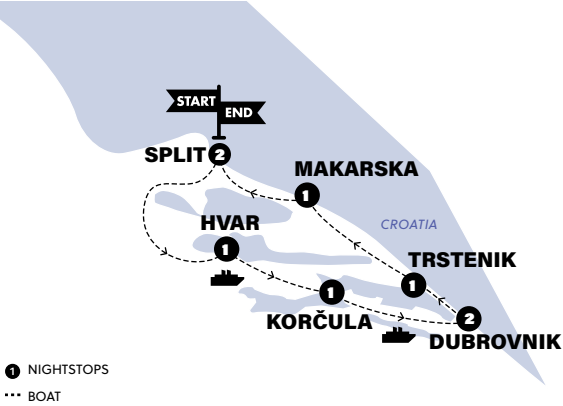 START
END
SPLIT 2
MAKARSKA
1
HVAR
1
CROATIA
TRSTENIK
1
1
KORČULA
2
DUBROVNIK
1 NIGHTSTOPS
BOAT